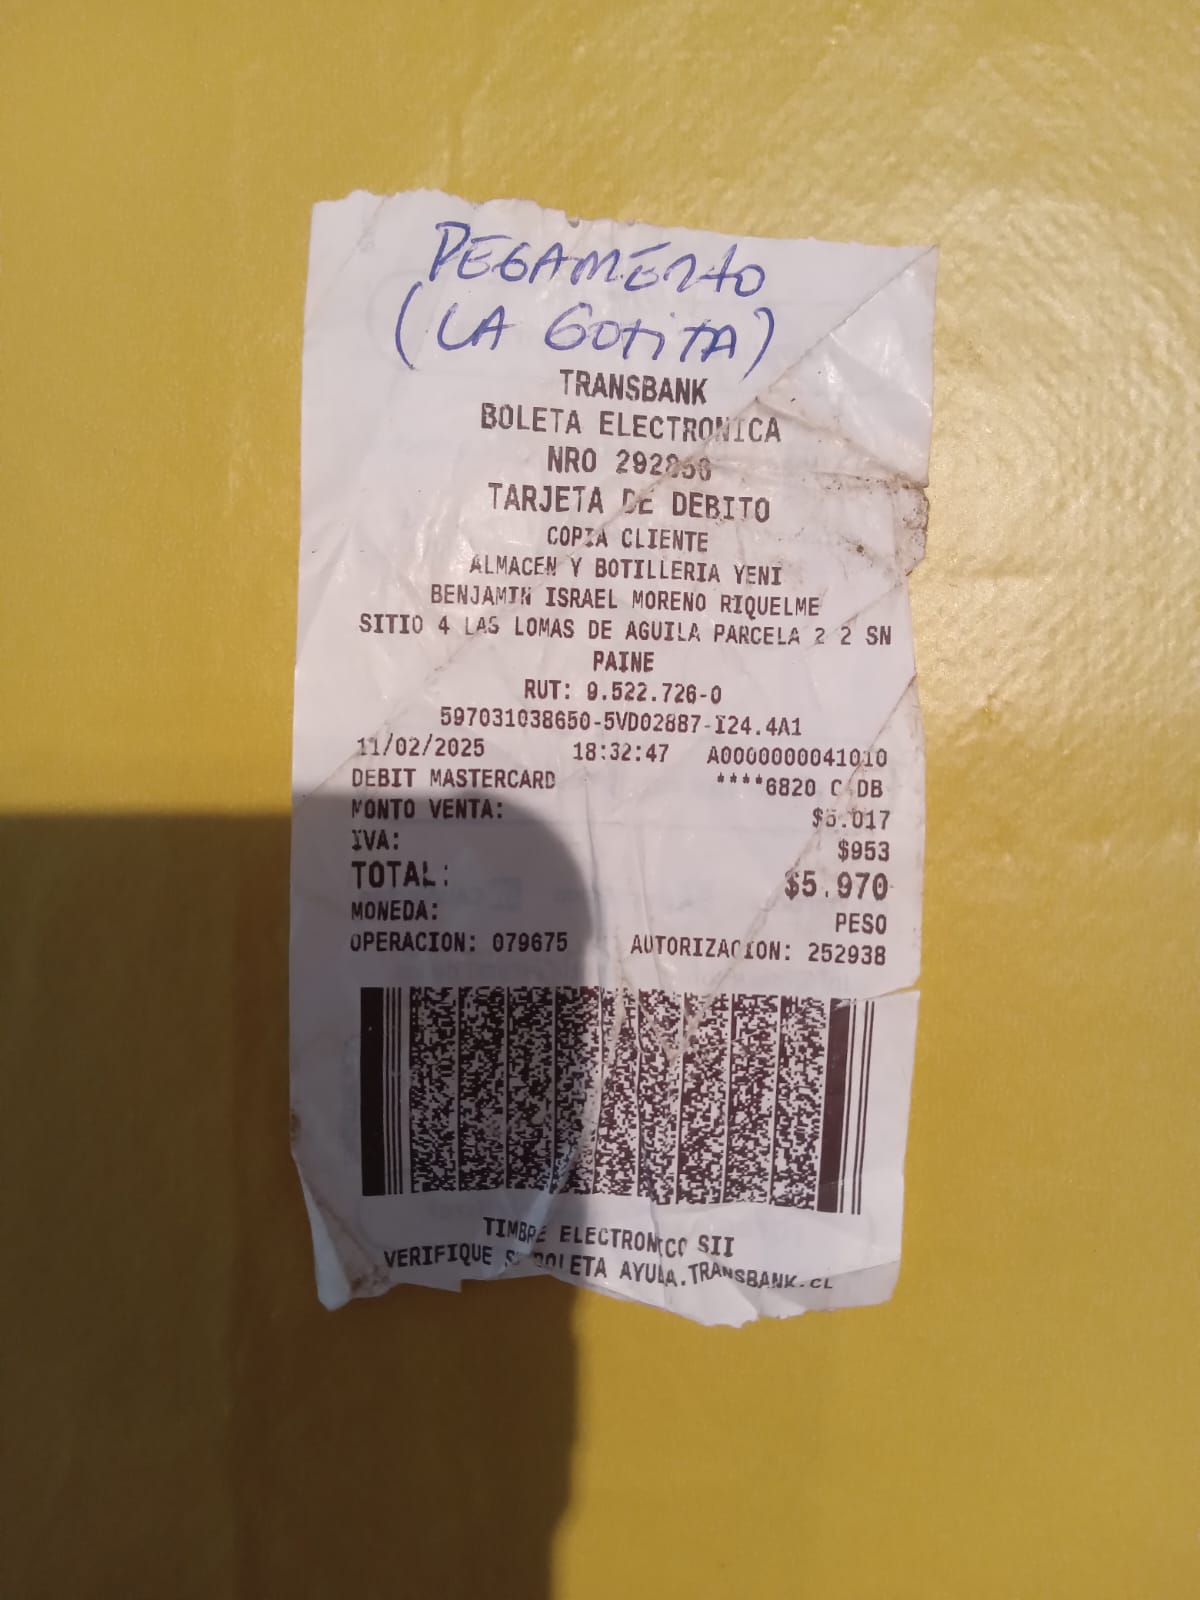 PEGAMENTO
(LA GOTITA)
TRANSBANK
BOLETA ELECTRONICA
NRO
TARJETA DE DEBITO
COPIA CLIENTE
ALMACEN Y BOTILLERIA YENI
BENJAMIN ISRAEL MORENO RIQUELME
SITIO 4 LAS LOMAS DE AGUILA PARCELA 2 2 SN
PAINE
RUT: 9.522.726-0
597031038650-5VD02887-I24.4A1
11/02/2025 18:32:47 A0000000041010
DEBIT MASTERCARD ****6820 C DB
MONTO VENTA: $5.017
IVA: $953
TOTAL: $5.970
MONEDA: PESO
OPERACION: 079675 AUTORIZACION: 252938
TIMBRE ELECTRONICO SII
VERIFIQUE SU BOLETA AYUDA.TRANSBANK.CL